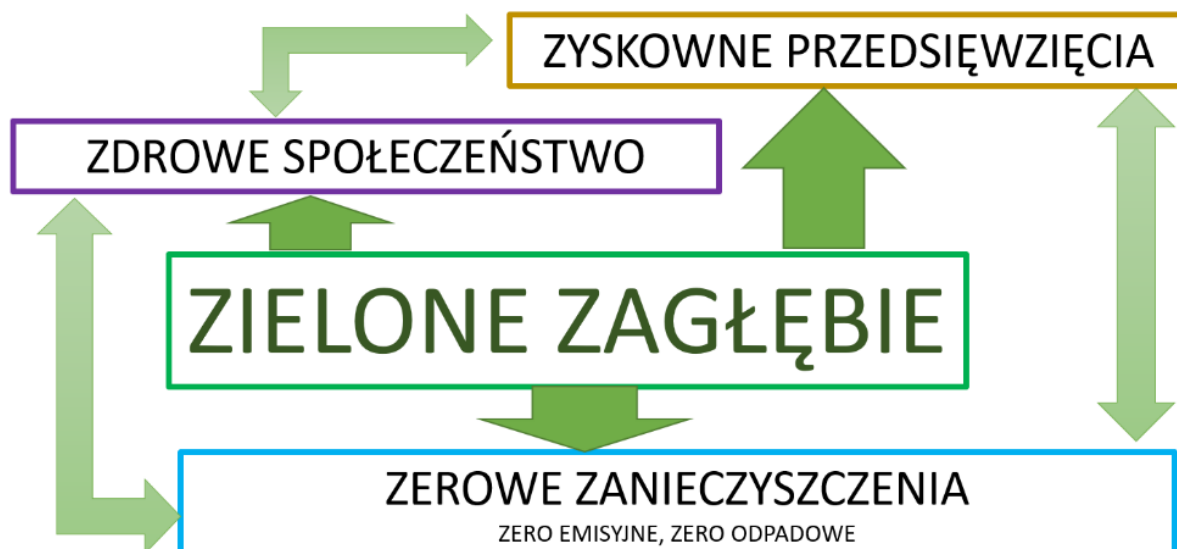 ZYSKOWNE PRZEDSIĘWZIĘCIA
ZDROWE SPOŁECZEŃSTWO
ZIELONE ZAGŁĘBIE
ZEROWE ZANIECZYSZCZENIA
ZERO EMISYJNE, ZERO ODPADOWE